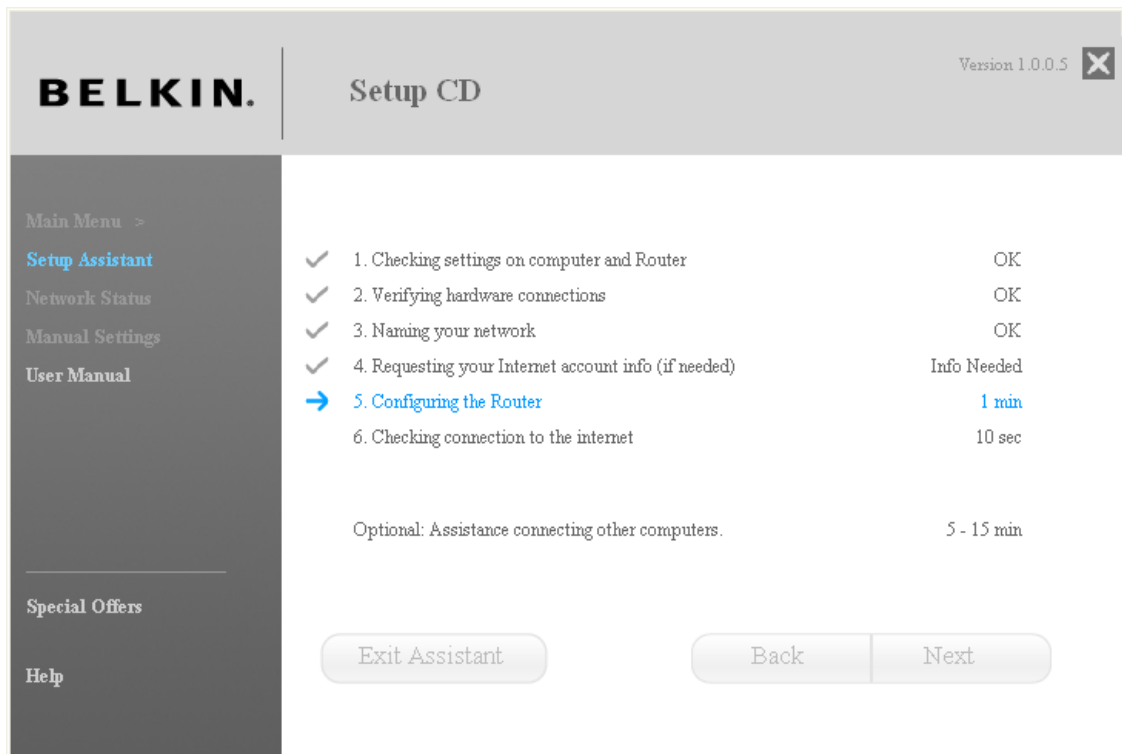 BELKIN.
Setup CD
Version 1.0.0.5
Main Menu >
Setup Assistant
Network Status
Manual Settings
User Manual
Special Offers
Help
1. Checking settings on computer and Router OK
2. Verifying hardware connections OK
3. Naming your network OK
4. Requesting your Internet account info (if needed) Info Needed
5. Configuring the Router 1 min
6. Checking connection to the internet 10 sec
Optional: Assistance connecting other computers. 5 - 15 min
Exit Assistant
Back
Next